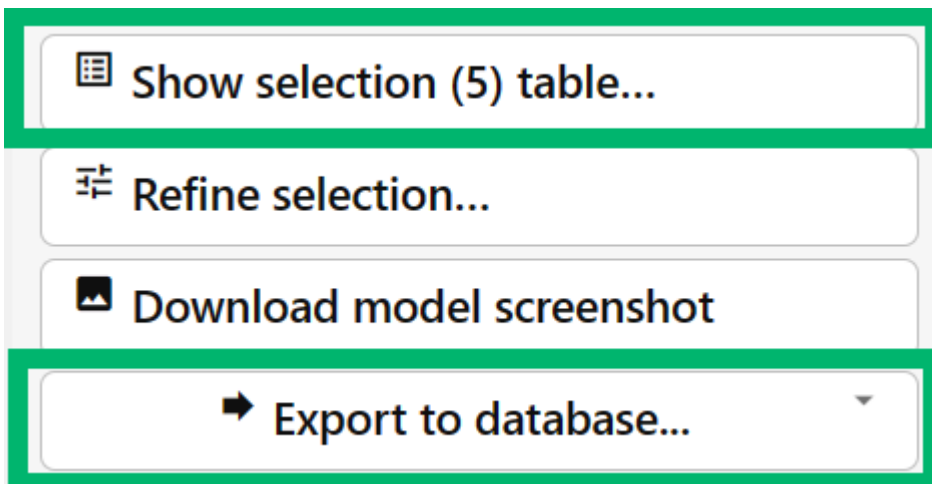 Show selection (5) table...
Refine selection...
Download model screenshot
Export to database...